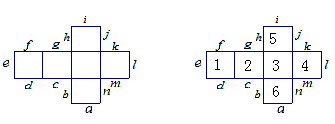 i
h j
f g k
e l
d c m
b n
a
i
h 5 j
f g k
e 1 2 3 4 l
d c m
b 6 n
a